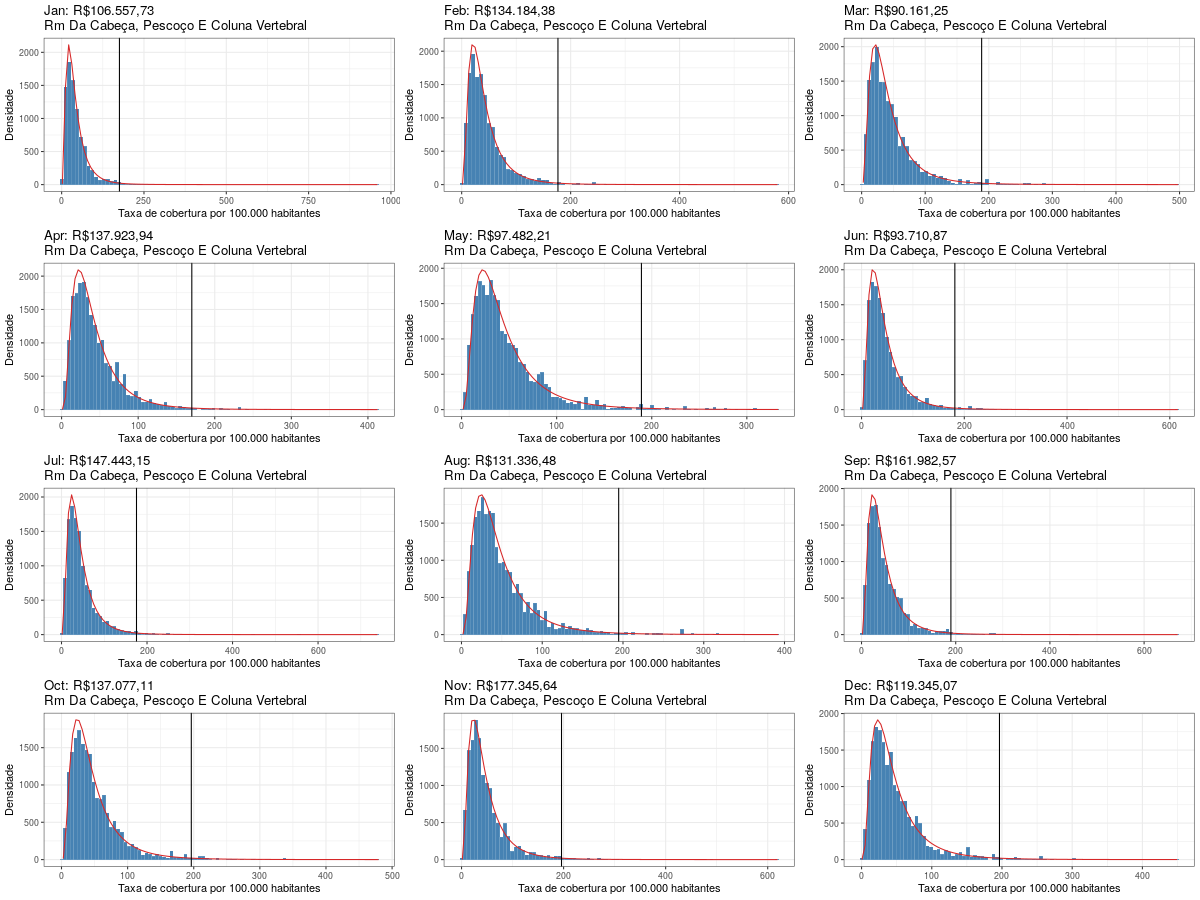 Jan: R$106.557,73
Rm Da Cabeça, Pescoço E Coluna Vertebral
Densidade
2000
1500
1000
500
0
0 250 500 750 1000
Taxa de cobertura por 100.000 habitantes
Feb: R$134.184,38
Rm Da Cabeça, Pescoço E Coluna Vertebral
Densidade
2000
1500
1000
500
0
0 200 400 600
Taxa de cobertura por 100.000 habitantes
Mar: R$90.161,25
Rm Da Cabeça, Pescoço E Coluna Vertebral
Densidade
2000
1500
1000
500
0
0 100 200 300 400 500
Taxa de cobertura por 100.000 habitantes
Apr: R$137.923,94
Rm Da Cabeça, Pescoço E Coluna Vertebral
Densidade
2000
1500
1000
500
0
0 100 200 300 400
Taxa de cobertura por 100.000 habitantes
May: R$97.482,21
Rm Da Cabeça, Pescoço E Coluna Vertebral
Densidade
2000
1500
1000
500
0
0 100 200 300
Taxa de cobertura por 100.000 habitantes
Jun: R$93.710,87
Rm Da Cabeça, Pescoço E Coluna Vertebral
Densidade
2000
1500
1000
500
0
0 200 400 600
Taxa de cobertura por 100.000 habitantes
Jul: R$147.443,15
Rm Da Cabeça, Pescoço E Coluna Vertebral
Densidade
2000
1500
1000
500
0
0 200 400 600
Taxa de cobertura por 100.000 habitantes
Aug: R$131.336,48
Rm Da Cabeça, Pescoço E Coluna Vertebral
Densidade
1500
1000
500
0
0 100 200 300 400
Taxa de cobertura por 100.000 habitantes
Sep: R$161.982,57
Rm Da Cabeça, Pescoço E Coluna Vertebral
Densidade
2000
1500
1000
500
0
0 200 400 600
Taxa de cobertura por 100.000 habitantes
Oct: R$137.077,11
Rm Da Cabeça, Pescoço E Coluna Vertebral
Densidade
1500
1000
500
0
0 100 200 300 400 500
Taxa de cobertura por 100.000 habitantes
Nov: R$177.345,64
Rm Da Cabeça, Pescoço E Coluna Vertebral
Densidade
1500
1000
500
0
0 200 400 600
Taxa de cobertura por 100.000 habitantes
Dec: R$119.345,07
Rm Da Cabeça, Pescoço E Coluna Vertebral
Densidade
2000
1500
1000
500
0
0 100 200 300 400
Taxa de cobertura por 100.000 habitantes